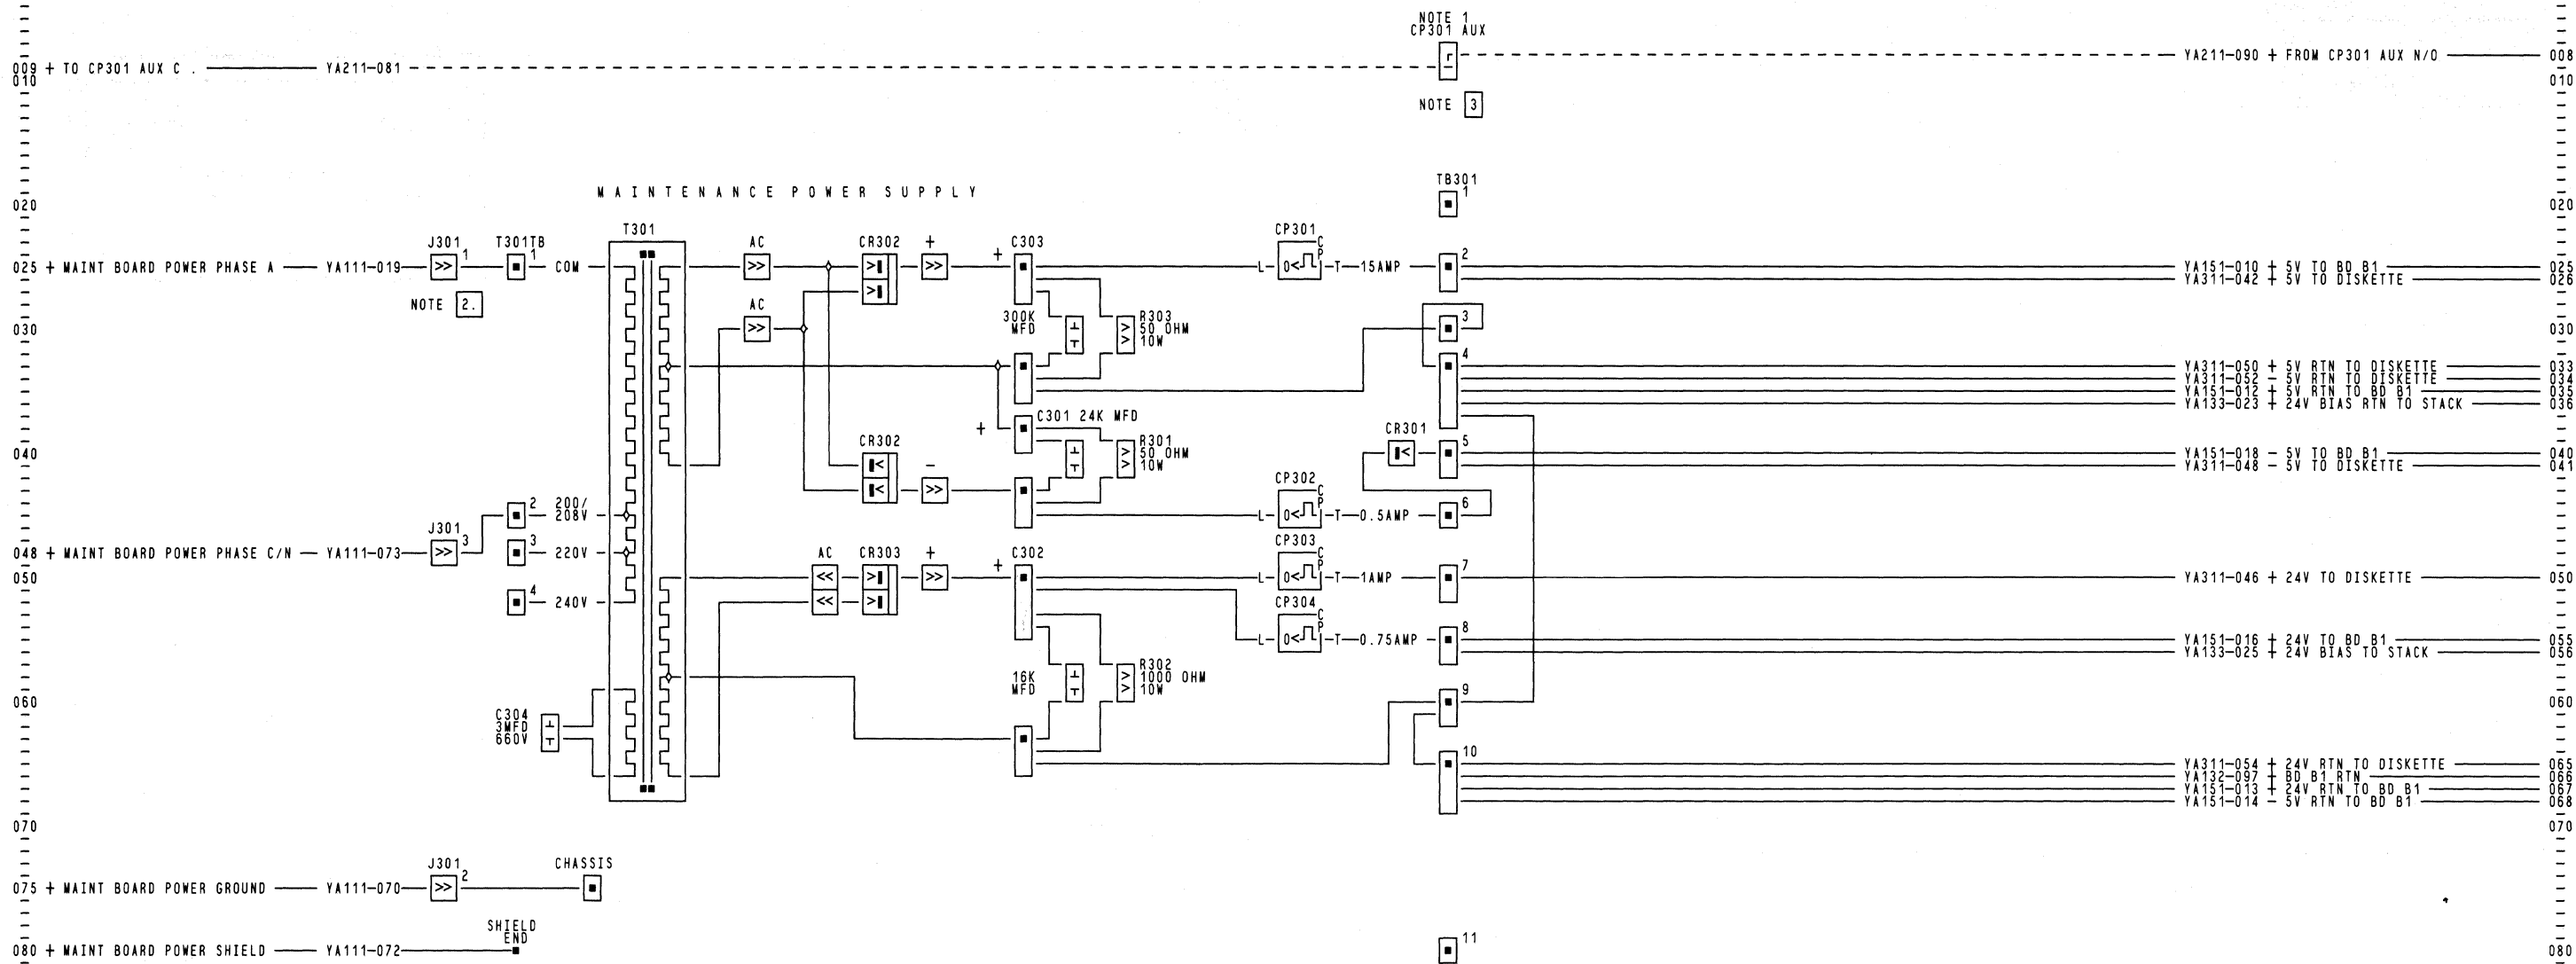 NOTE 1
CP301 AUX
009 + TO CP301 AUX C . YA211-081
YA211-090 + FROM CP301 AUX N/O 008
010
010
NOTE 3
MAINTENANCE POWER SUPPLY
TB301
1
020
020
T301
J301
1
T301TB
1
AC
CR302
+
C303
+
CP301
CP
2
025 + MAINT BOARD POWER PHASE A YA111-019
COM
L
T 15AMP
YA151-010 + 5V TO BD B1 025
YA311-042 + 5V TO DISKETTE 026
NOTE 2.
AC
300K
MFD
R303
50 OHM
10W
3
030
030
4
YA311-050 + 5V RTN TO DISKETTE 033
YA311-052 - 5V RTN TO DISKETTE 034
YA151-012 + 5V RTN TO BD B1 035
YA133-023 + 24V BIAS RTN TO STACK 036
C301 24K MFD
+
CR302
R301
50 OHM
10W
CR301
5
040
YA151-018 - 5V TO BD B1 040
YA311-048 - 5V TO DISKETTE 041
-
CP302
CP
2
200/
208V
L
T 0.5AMP
6
J301
3
3
220V
048 + MAINT BOARD POWER PHASE C/N YA111-073
AC
CR303
+
C302
+
CP303
CP
L
T 1AMP
7
050
YA311-046 + 24V TO DISKETTE 050
4
240V
CP304
CP
L
T 0.75AMP
8
YA151-016 + 24V TO BD B1 055
YA133-025 + 24V BIAS TO STACK 056
16K
MFD
R302
1000 OHM
10W
9
060
060
C304
3MFD
660V
10
YA311-054 + 24V RTN TO DISKETTE 065
YA132-097 + BD B1 RTN 066
YA151-013 + 24V RTN TO BD B1 067
YA151-014 - 5V RTN TO BD B1 068
070
070
J301
2
CHASSIS
075 + MAINT BOARD POWER GROUND YA111-070
SHIELD
END
11
080 + MAINT BOARD POWER SHIELD YA111-072
080